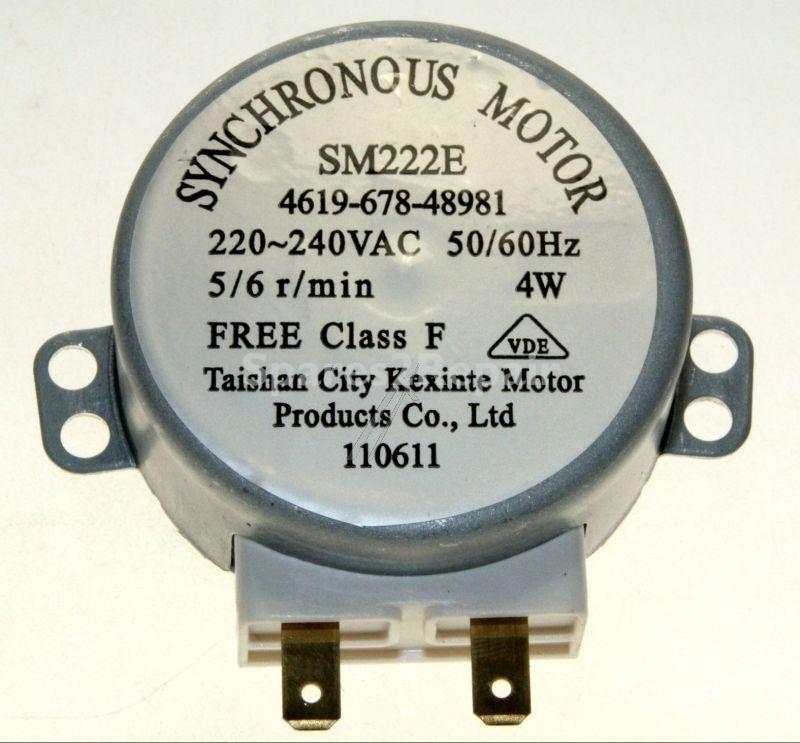 SYNCHRONOUS MOTOR
SM222E
4619-678-48981
220~240VAC 50/60Hz
5/6 r/min 4W
FREE Class F VDE
Taishan City Kexinte Motor
Products Co., Ltd
110611